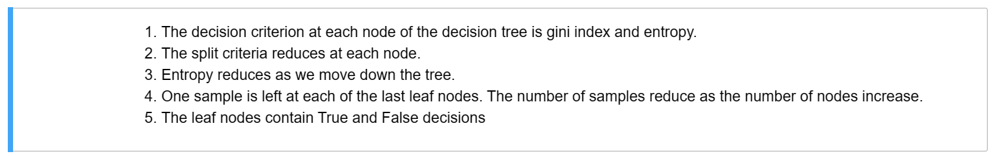 1. The decision criterion at each node of the decision tree is gini index and entropy.
2. The split criteria reduces at each node.
3. Entropy reduces as we move down the tree.
4. One sample is left at each of the last leaf nodes. The number of samples reduce as the number of nodes increase.
5. The leaf nodes contain True and False decisions